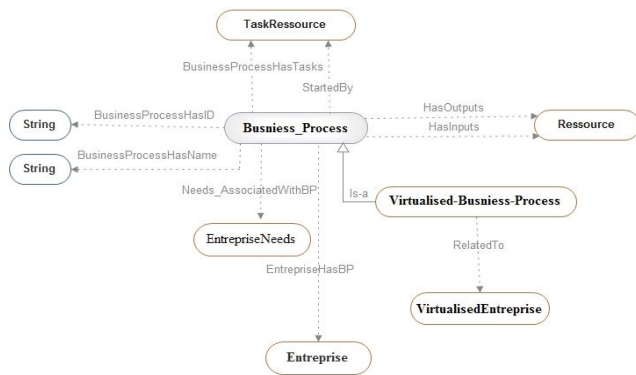 TaskRessource
BusinessProcessHasTasks
StartedBy
BusinessProcessHasID
HasOutputs
String
Busniess_Process
Ressource
HasInputs
BusinessProcessHasName
String
Needs_AssociatedWithBP
Is-a
Virtualised-Busniess-Process
EntrepriseNeeds
RelatedTo
EntrepriseHasBP
VirtualisedEntreprise
Entreprise